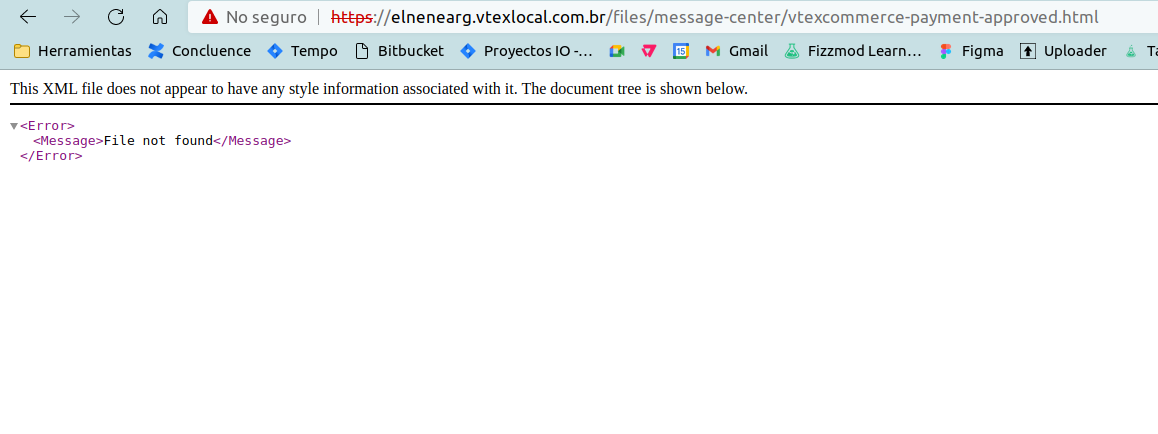 No seguro https://elnenearg.vtexlocal.com.br/files/message-center/vtexcommerce-payment-approved.html
Herramientas Concluence Tempo Bitbucket Proyectos IO -... 15 Gmail Fizzmod Learn... Figma Uploader Ta
This XML file does not appear to have any style information associated with it. The document tree is shown below.
<Error>
<Message>File not found</Message>
</Error>